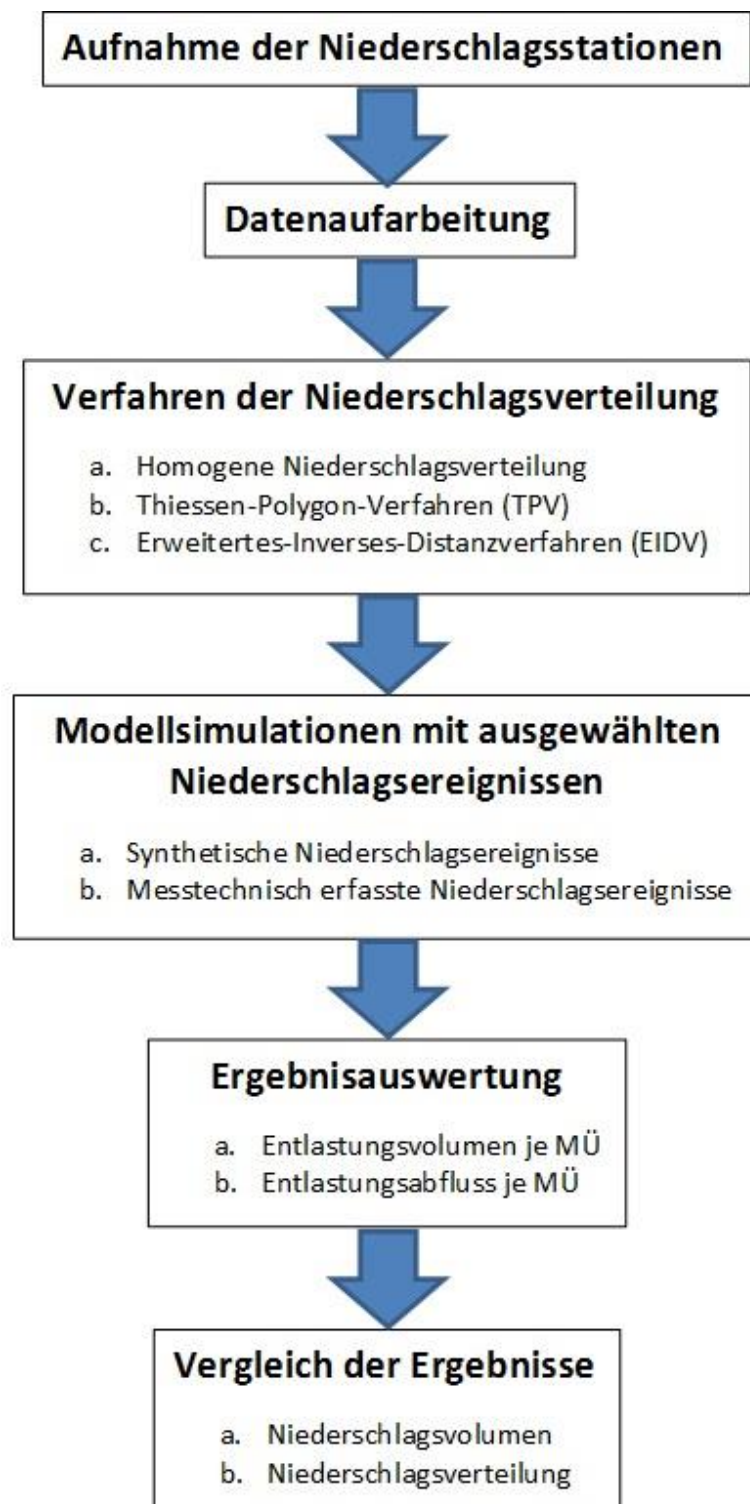 Aufnahme der Niederschlagsstationen
Datenaufarbeitung
Verfahren der Niederschlagsverteilung
a. Homogene Niederschlagsverteilung
b. Thiessen-Polygon-Verfahren (TPV)
c. Erweitertes-Inverses-Distanzverfahren (EIDV)
Modellsimulationen mit ausgewählten
Niederschlagsereignissen
a. Synthetische Niederschlagsereignisse
b. Messtechnisch erfasste Niederschlagsereignisse
Ergebnisauswertung
a. Entlastungsvolumen je MÜ
b. Entlastungsabfluss je MÜ
Vergleich der Ergebnisse
a. Niederschlagsvolumen
b. Niederschlagsverteilung